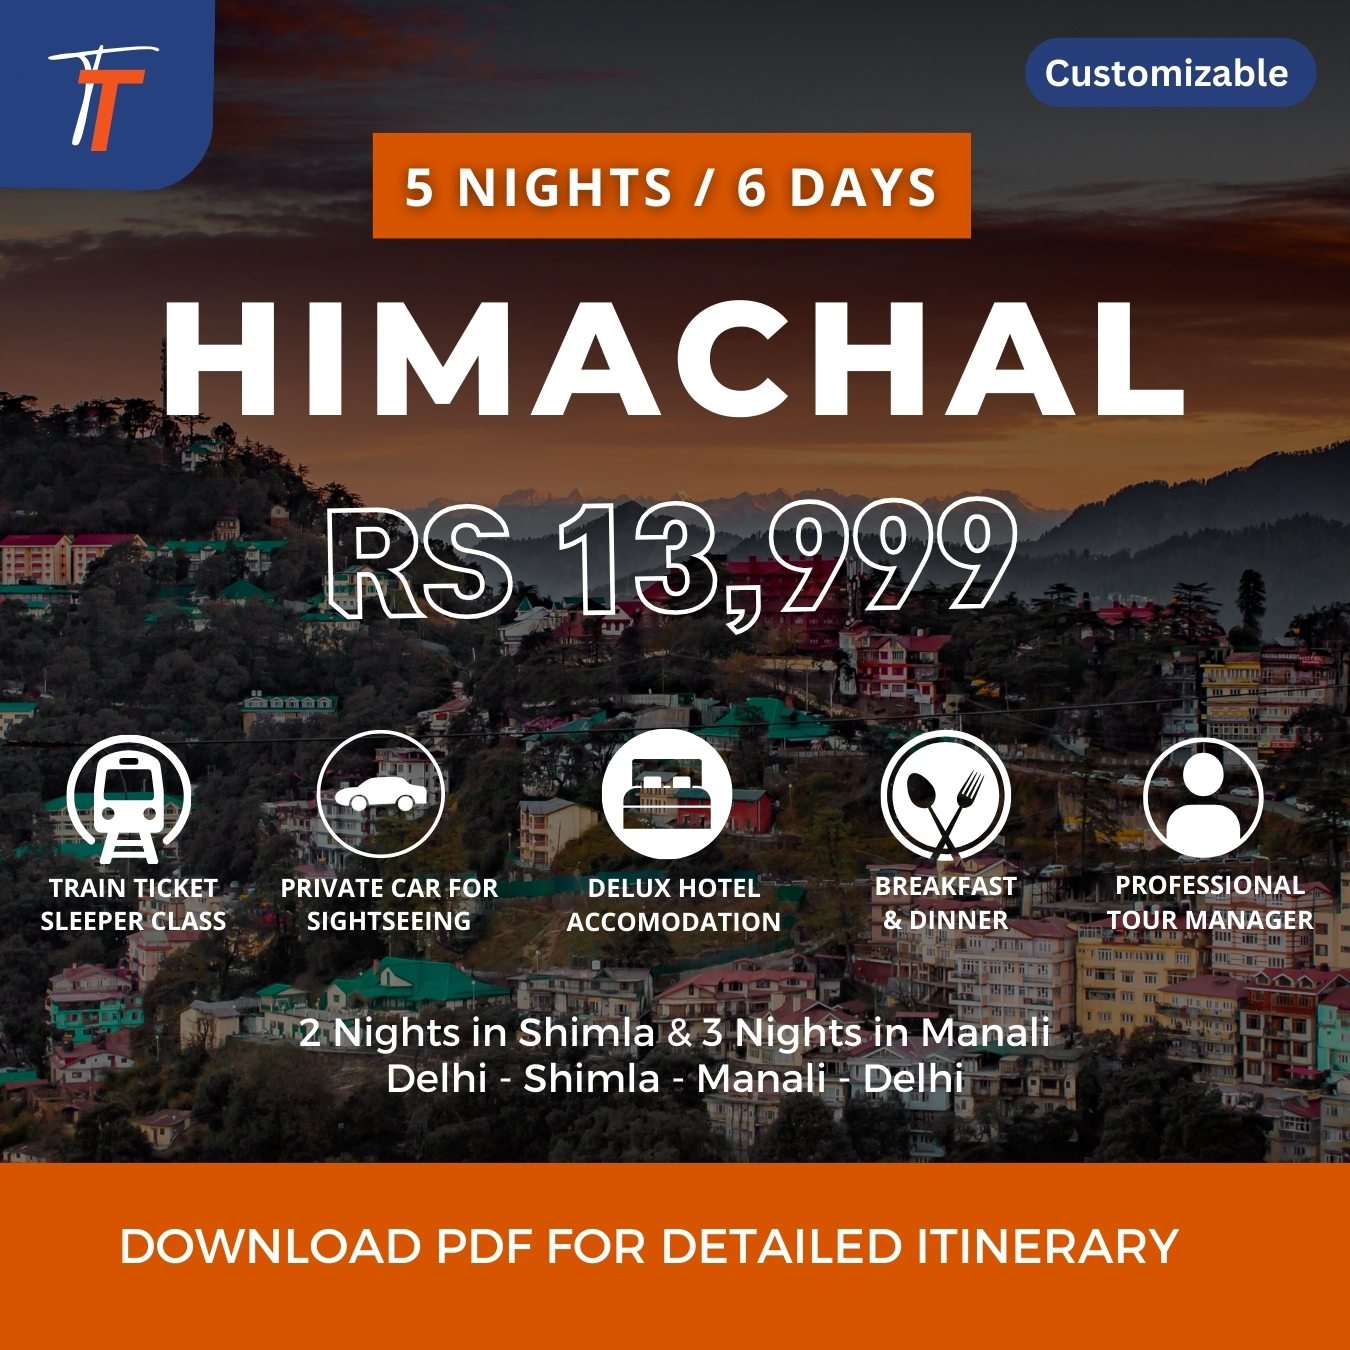 TT
Customizable
5 NIGHTS / 6 DAYS
HIMACHAL
RS 13,999
TRAIN TICKET
SLEEPER CLASS
PRIVATE CAR FOR
SIGHTSEEING
DELUX HOTEL
ACCOMODATION
BREAKFAST
& DINNER
PROFESSIONAL
TOUR MANAGER
2 Nights in Shimla & 3 Nights in Manali
Delhi - Shimla - Manali - Delhi
DOWNLOAD PDF FOR DETAILED ITINERARY